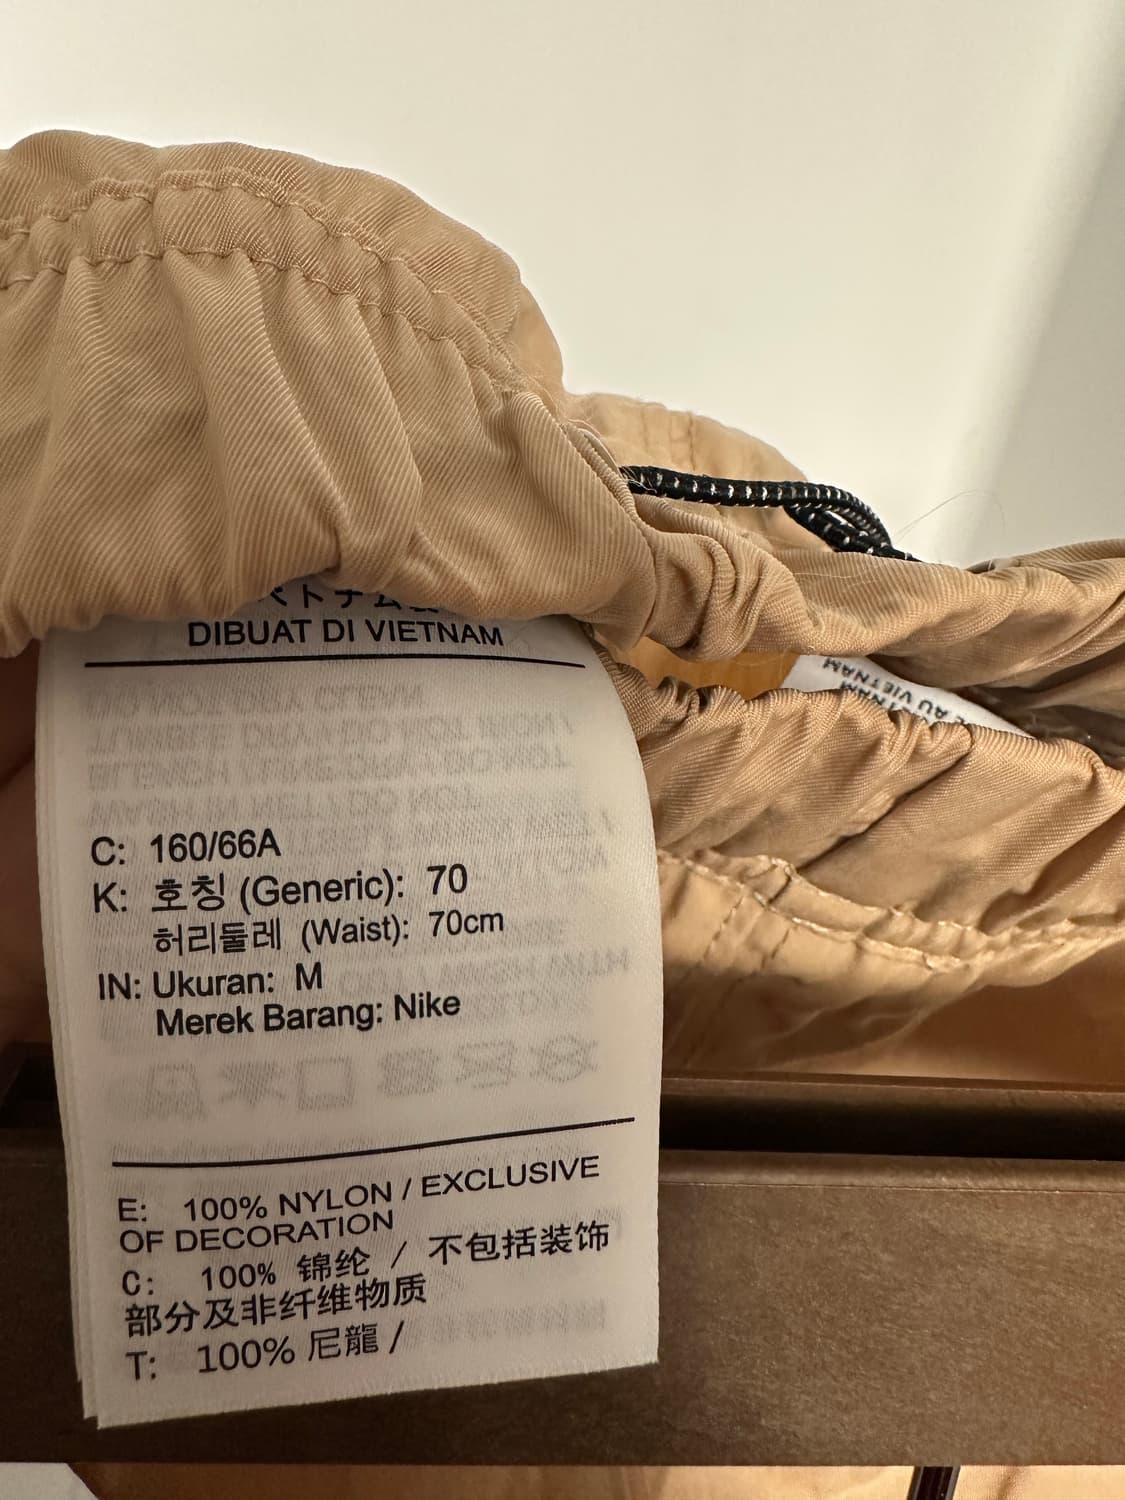 DIBUAT DI VIETNAM
C: 160/66A
K: 호칭 (Generic): 70
허리둘레 (Waist): 70cm
IN: Ukuran: M
Merek Barang: Nike
E: 100% NYLON / EXCLUSIVE
OF DECORATION
C: 100% 锦纶 / 不包括装饰
部分及非纤维物质
T: 100% 尼龍 /
AU VIETNAM